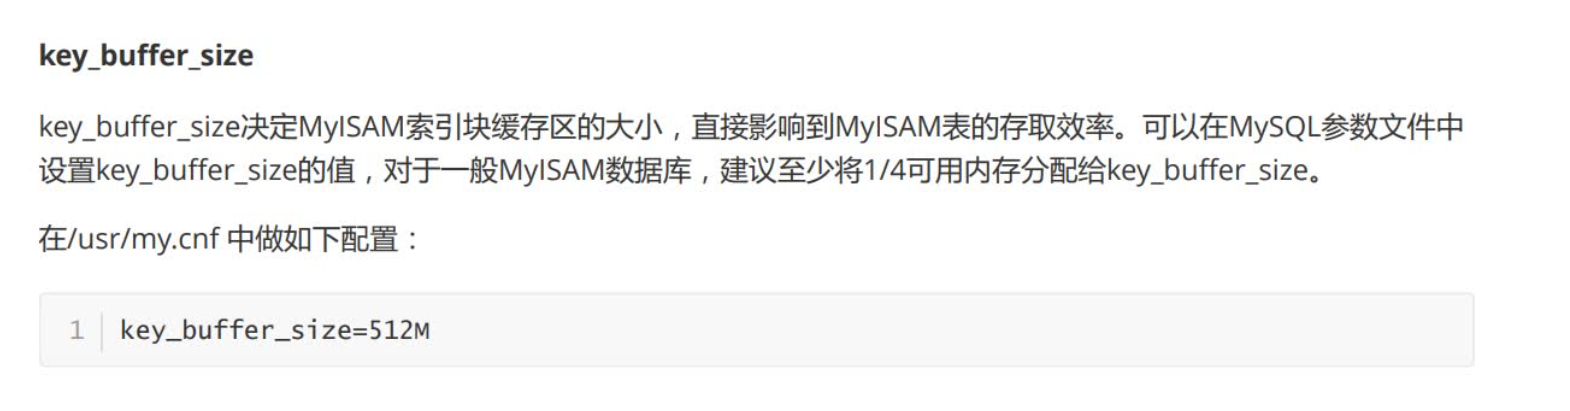 key_buffer_size
key_buffer_size决定MyISAM索引块缓存区的大小，直接影响到MyISAM表的存取效率。可以在MySQL参数文件中
设置key_buffer_size的值，对于一般MyISAM数据库，建议至少将1/4可用内存分配给key_buffer_size。
在/usr/my.cnf 中做如下配置：
1 key_buffer_size=512M